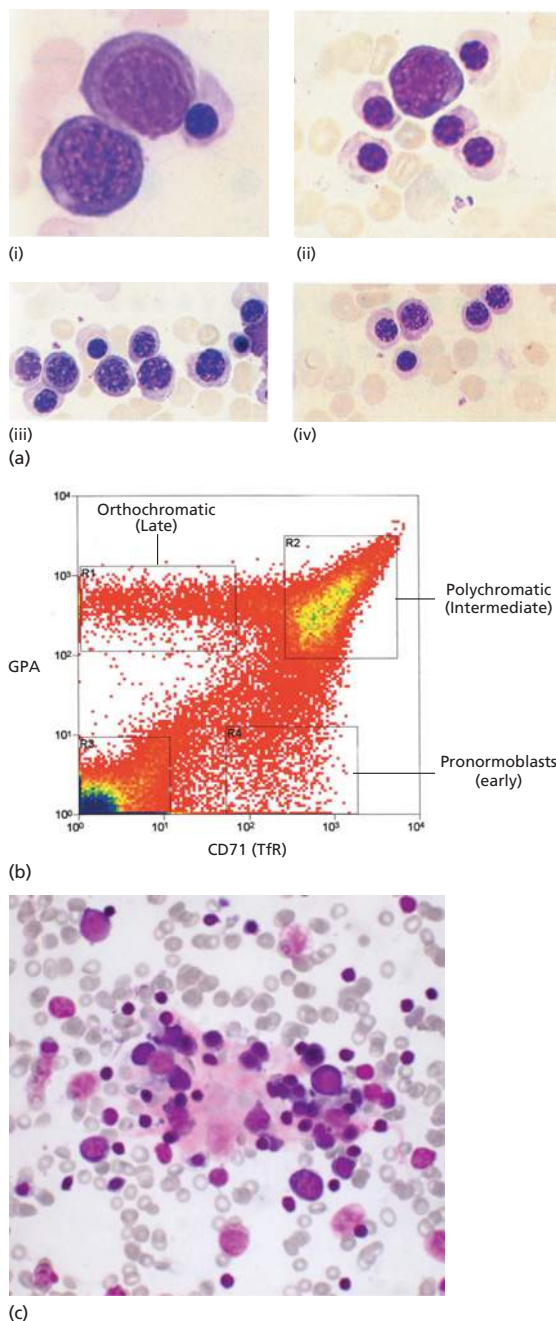 (i)
(ii)
(iii)
(iv)
(a)
10⁴
10³
10²
10¹
10⁰
GPA
Orthochromatic
(Late)
R1
R2
R3
R4
Polychromatic
(Intermediate)
Pronormoblasts
(early)
10⁰ 10¹ 10² 10³ 10⁴
CD71 (TfR)
(b)
(c)